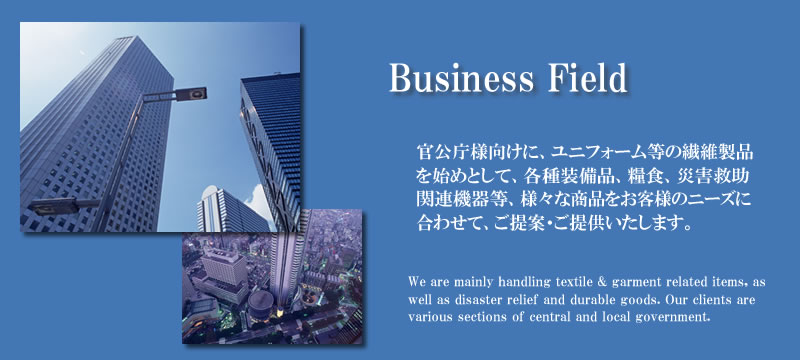 Business Field
官公庁様向けに、ユニフォーム等の繊維製品
を始めとして、各種装備品、糧食、災害救助
関連機器等、様々な商品をお客様のニーズに
合わせて、ご提案・ご提供いたします。
We are mainly handling textile & garment related items, as
well as disaster relief and durable goods. Our clients are
various sections of central and local government.